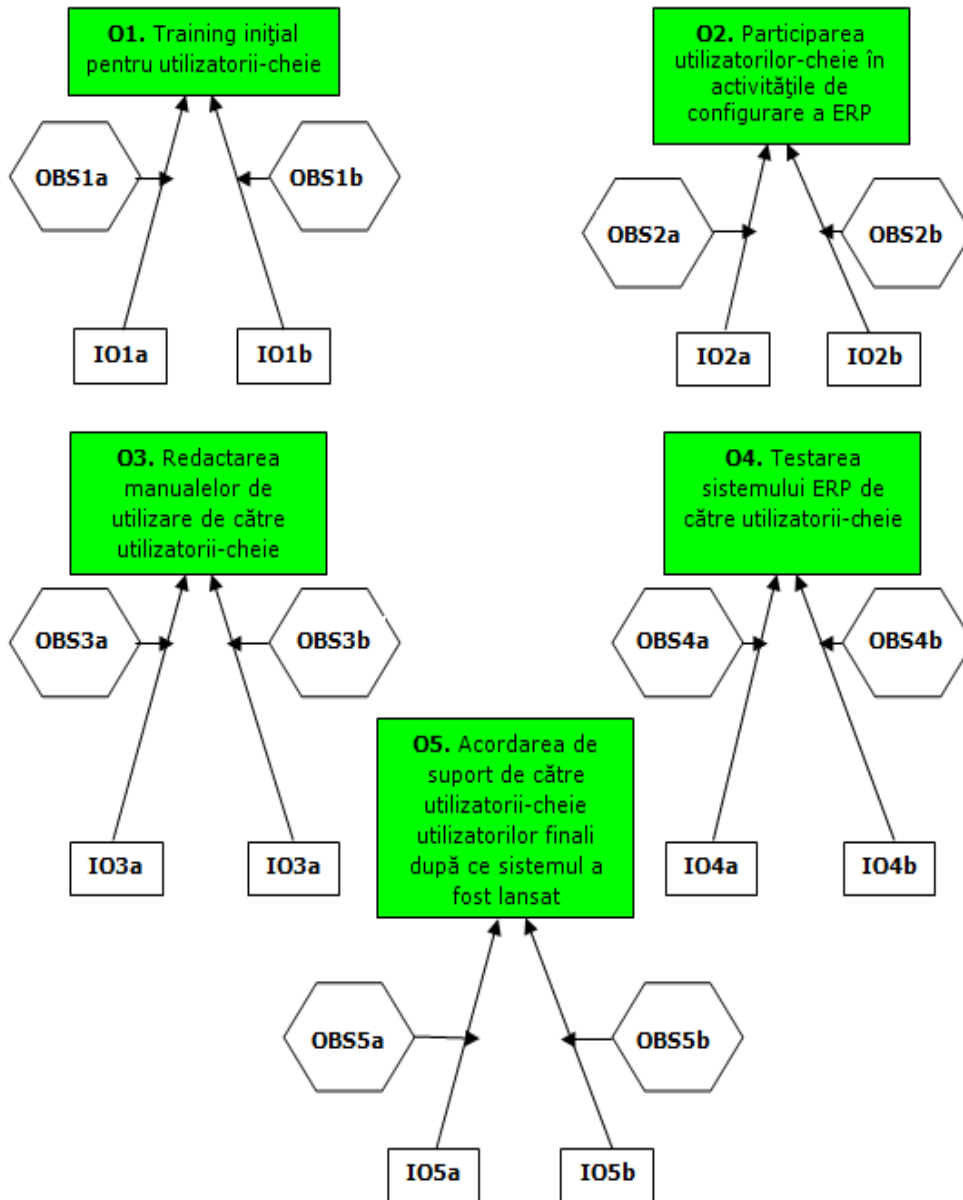 O1. Training iniţial
pentru utilizatorii-cheie
O2. Participarea
utilizatorilor-cheie în
activităţile de
configurare a ERP
OBS1a
OBS1b
OBS2a
OBS2b
IO1a
IO1b
IO2a
IO2b
O3. Redactarea
manualelor de
utilizare de către
utilizatorii-cheie
O4. Testarea
sistemului ERP de
către utilizatorii-cheie
OBS3a
OBS3b
OBS4a
OBS4b
O5. Acordarea de
suport de către
utilizatorii-cheie
utilizatorilor finali
după ce sistemul a
fost lansat
IO3a
IO3a
IO4a
IO4b
OBS5a
OBS5b
IO5a
IO5b